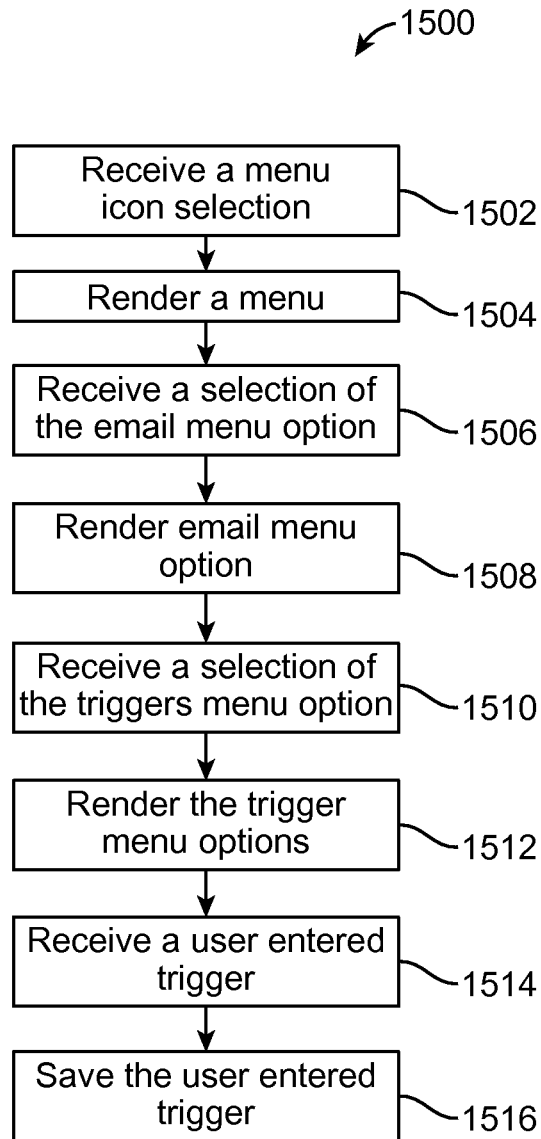 1500
Receive a menu
icon selection
1502
Render a menu
1504
Receive a selection of
the email menu option
1506
Render email menu
option
1508
Receive a selection of
the triggers menu option
1510
Render the trigger
menu options
1512
Receive a user entered
trigger
1514
Save the user entered
trigger
1516